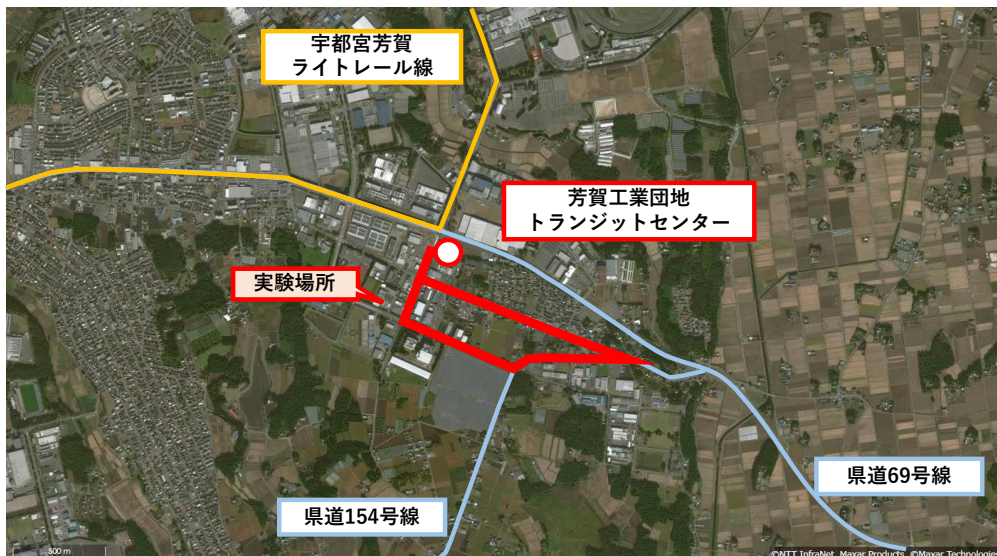 宇都宮芳賀
ライトレール線
芳賀工業団地
トランジットセンター
実験場所
県道69号線
県道154号線
500 m
©NTT InfraNet, Maxar Products, ©Maxar Technologies